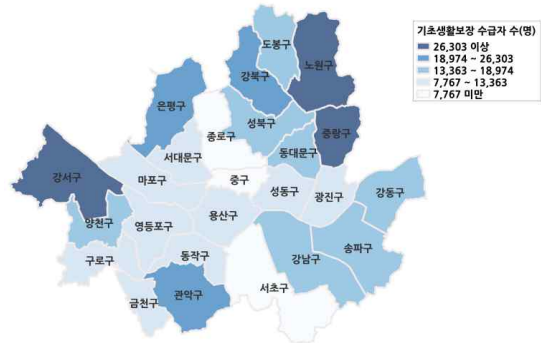 기초생활보장 수급자 수(명)
26,303 이상
18,974 ~ 26,303
13,363 ~ 18,974
7,767 ~ 13,363
7,767 미만
도봉구
노원구
강북구
은평구
성북구
종로구
중랑구
동대문구
서대문구
강서구
마포구
중구
성동구
광진구
강동구
양천구
영등포구
용산구
송파구
구로구
동작구
강남구
서초구
관악구
금천구